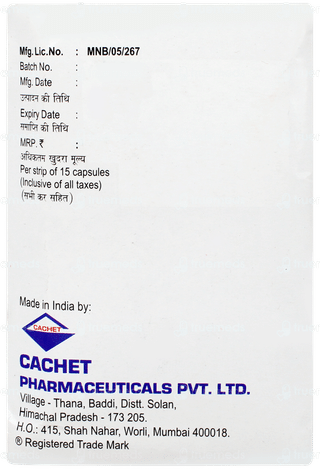 Mfg. Lic. No. : MNB/05/267
Batch No. :
Mfg. Date :
उत्पादन की तिथि
Expiry Date :
समाप्ति की तिथि
MRP. ₹ :
अधिकतम खुदरा मूल्य
Per strip of 15 capsules
(Inclusive of all taxes)
(सभी कर सहित)
Made in India by:
CACHET
CACHET
PHARMACEUTICALS PVT. LTD.
Village - Thana, Baddi, Distt. Solan,
Himachal Pradesh - 173 205.
H.O.: 415, Shah Nahar, Worli, Mumbai 400018.
® Registered Trade Mark